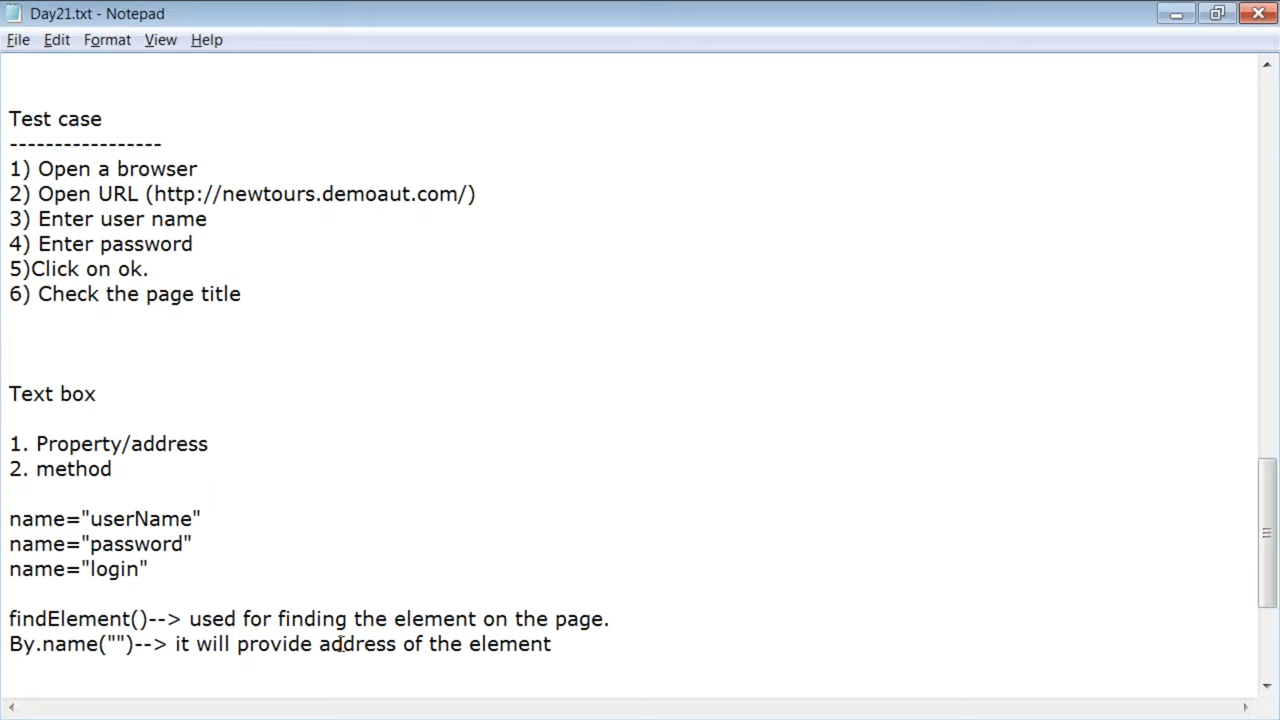 Day21.txt - Notepad
File Edit Format View Help
Test case
-----------------
1) Open a browser
2) Open URL (http://newtours.demoaut.com/)
3) Enter user name
4) Enter password
5)Click on ok.
6) Check the page title
Text box
1. Property/address
2. method
name="userName"
name="password"
name="login"
findElement()--> used for finding the element on the page.
By.name("")--> it will provide address of the element